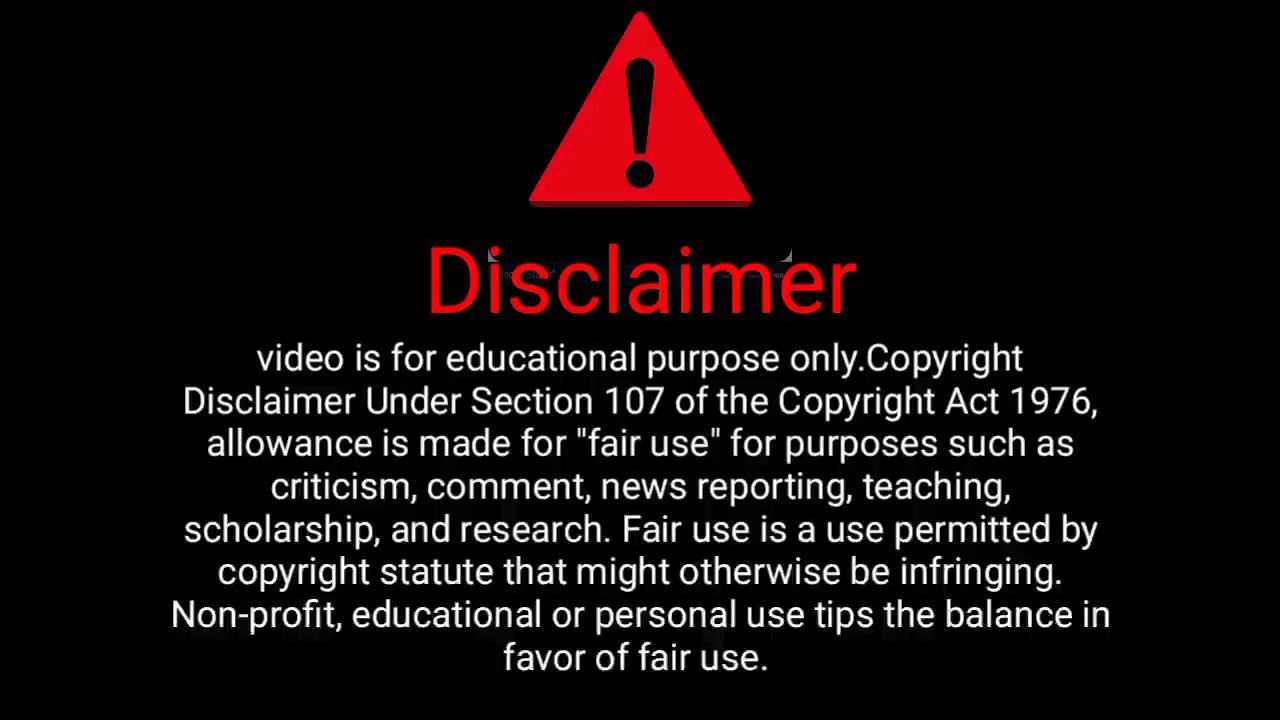 Disclaimer
video is for educational purpose only.Copyright
Disclaimer Under Section 107 of the Copyright Act 1976,
allowance is made for "fair use" for purposes such as
criticism, comment, news reporting, teaching,
scholarship, and research. Fair use is a use permitted by
copyright statute that might otherwise be infringing.
Non-profit, educational or personal use tips the balance in
favor of fair use.